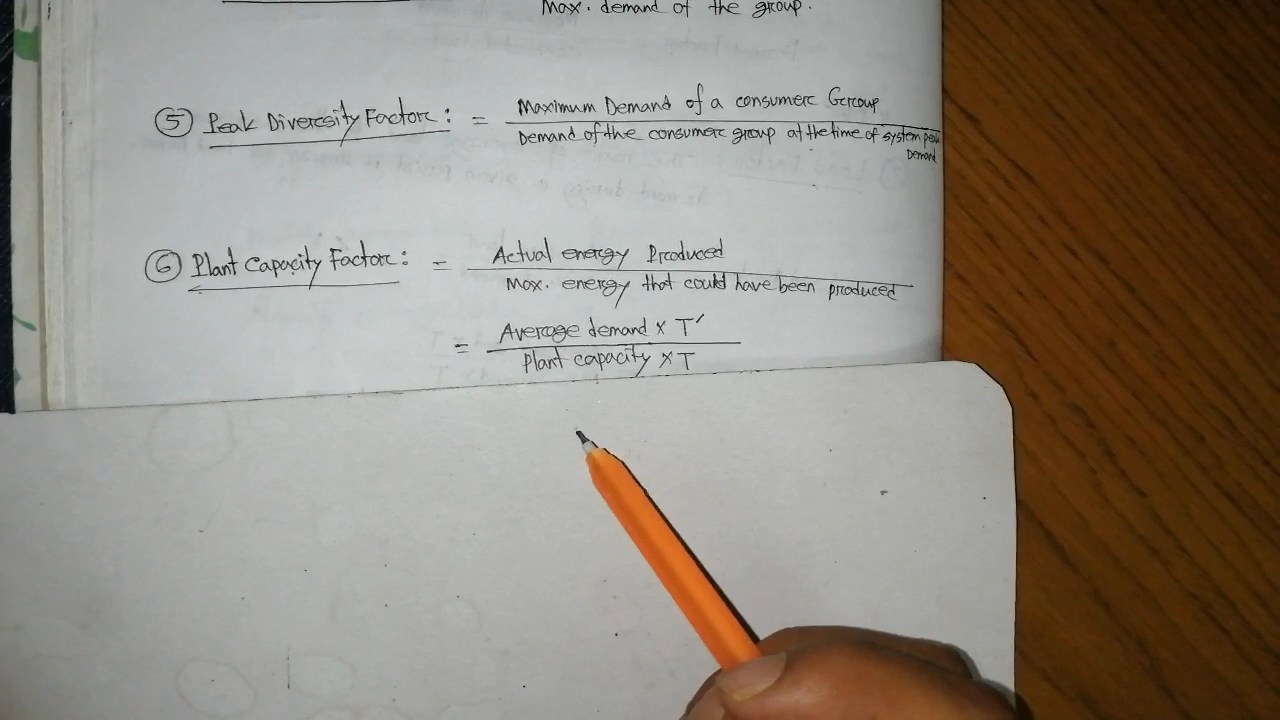 Max. demand of the group.
⑤ Peak Diversity Factor: = Maximum Demand of a consumer Group
Demand of the consumer group at the time of system peak
Demand
⑥ Plant Capacity Factor: = Actual energy Produced
Max. energy that could have been produced
= Average demand × T'
Plant capacity × T